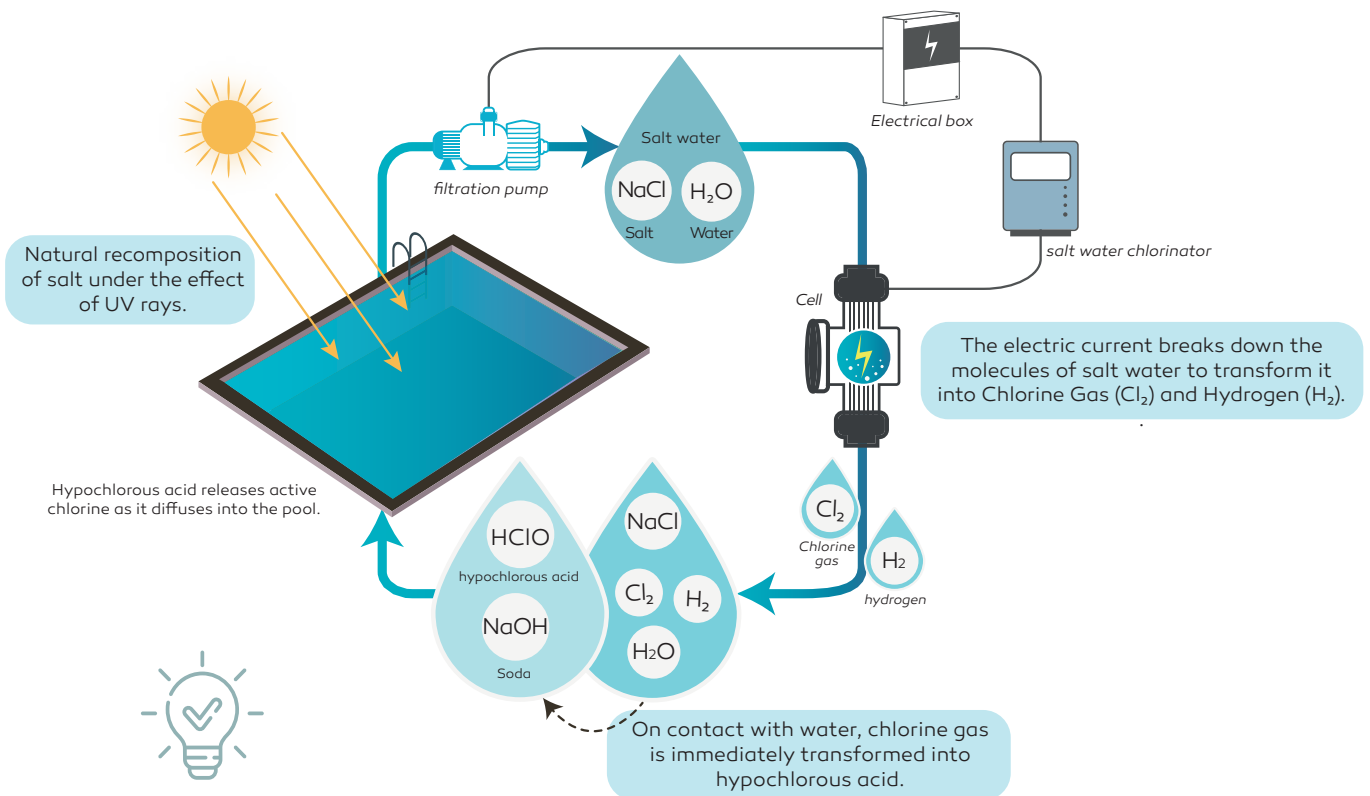 Electrical box
filtration pump
Salt water
NaCl
H₂O
Salt
Water
salt water chlorinator
Natural recomposition
of salt under the effect
of UV rays.
Cell
The electric current breaks down the
molecules of salt water to transform it
into Chlorine Gas (Cl₂) and Hydrogen (H₂).
.
Hypochlorous acid releases active
chlorine as it diffuses into the pool.
Cl₂
Chlorine
gas
H₂
hydrogen
HClO
hypochlorous acid
NaOH
Soda
NaCl
Cl₂
H₂
H₂O
On contact with water, chlorine gas
is immediately transformed into
hypochlorous acid.